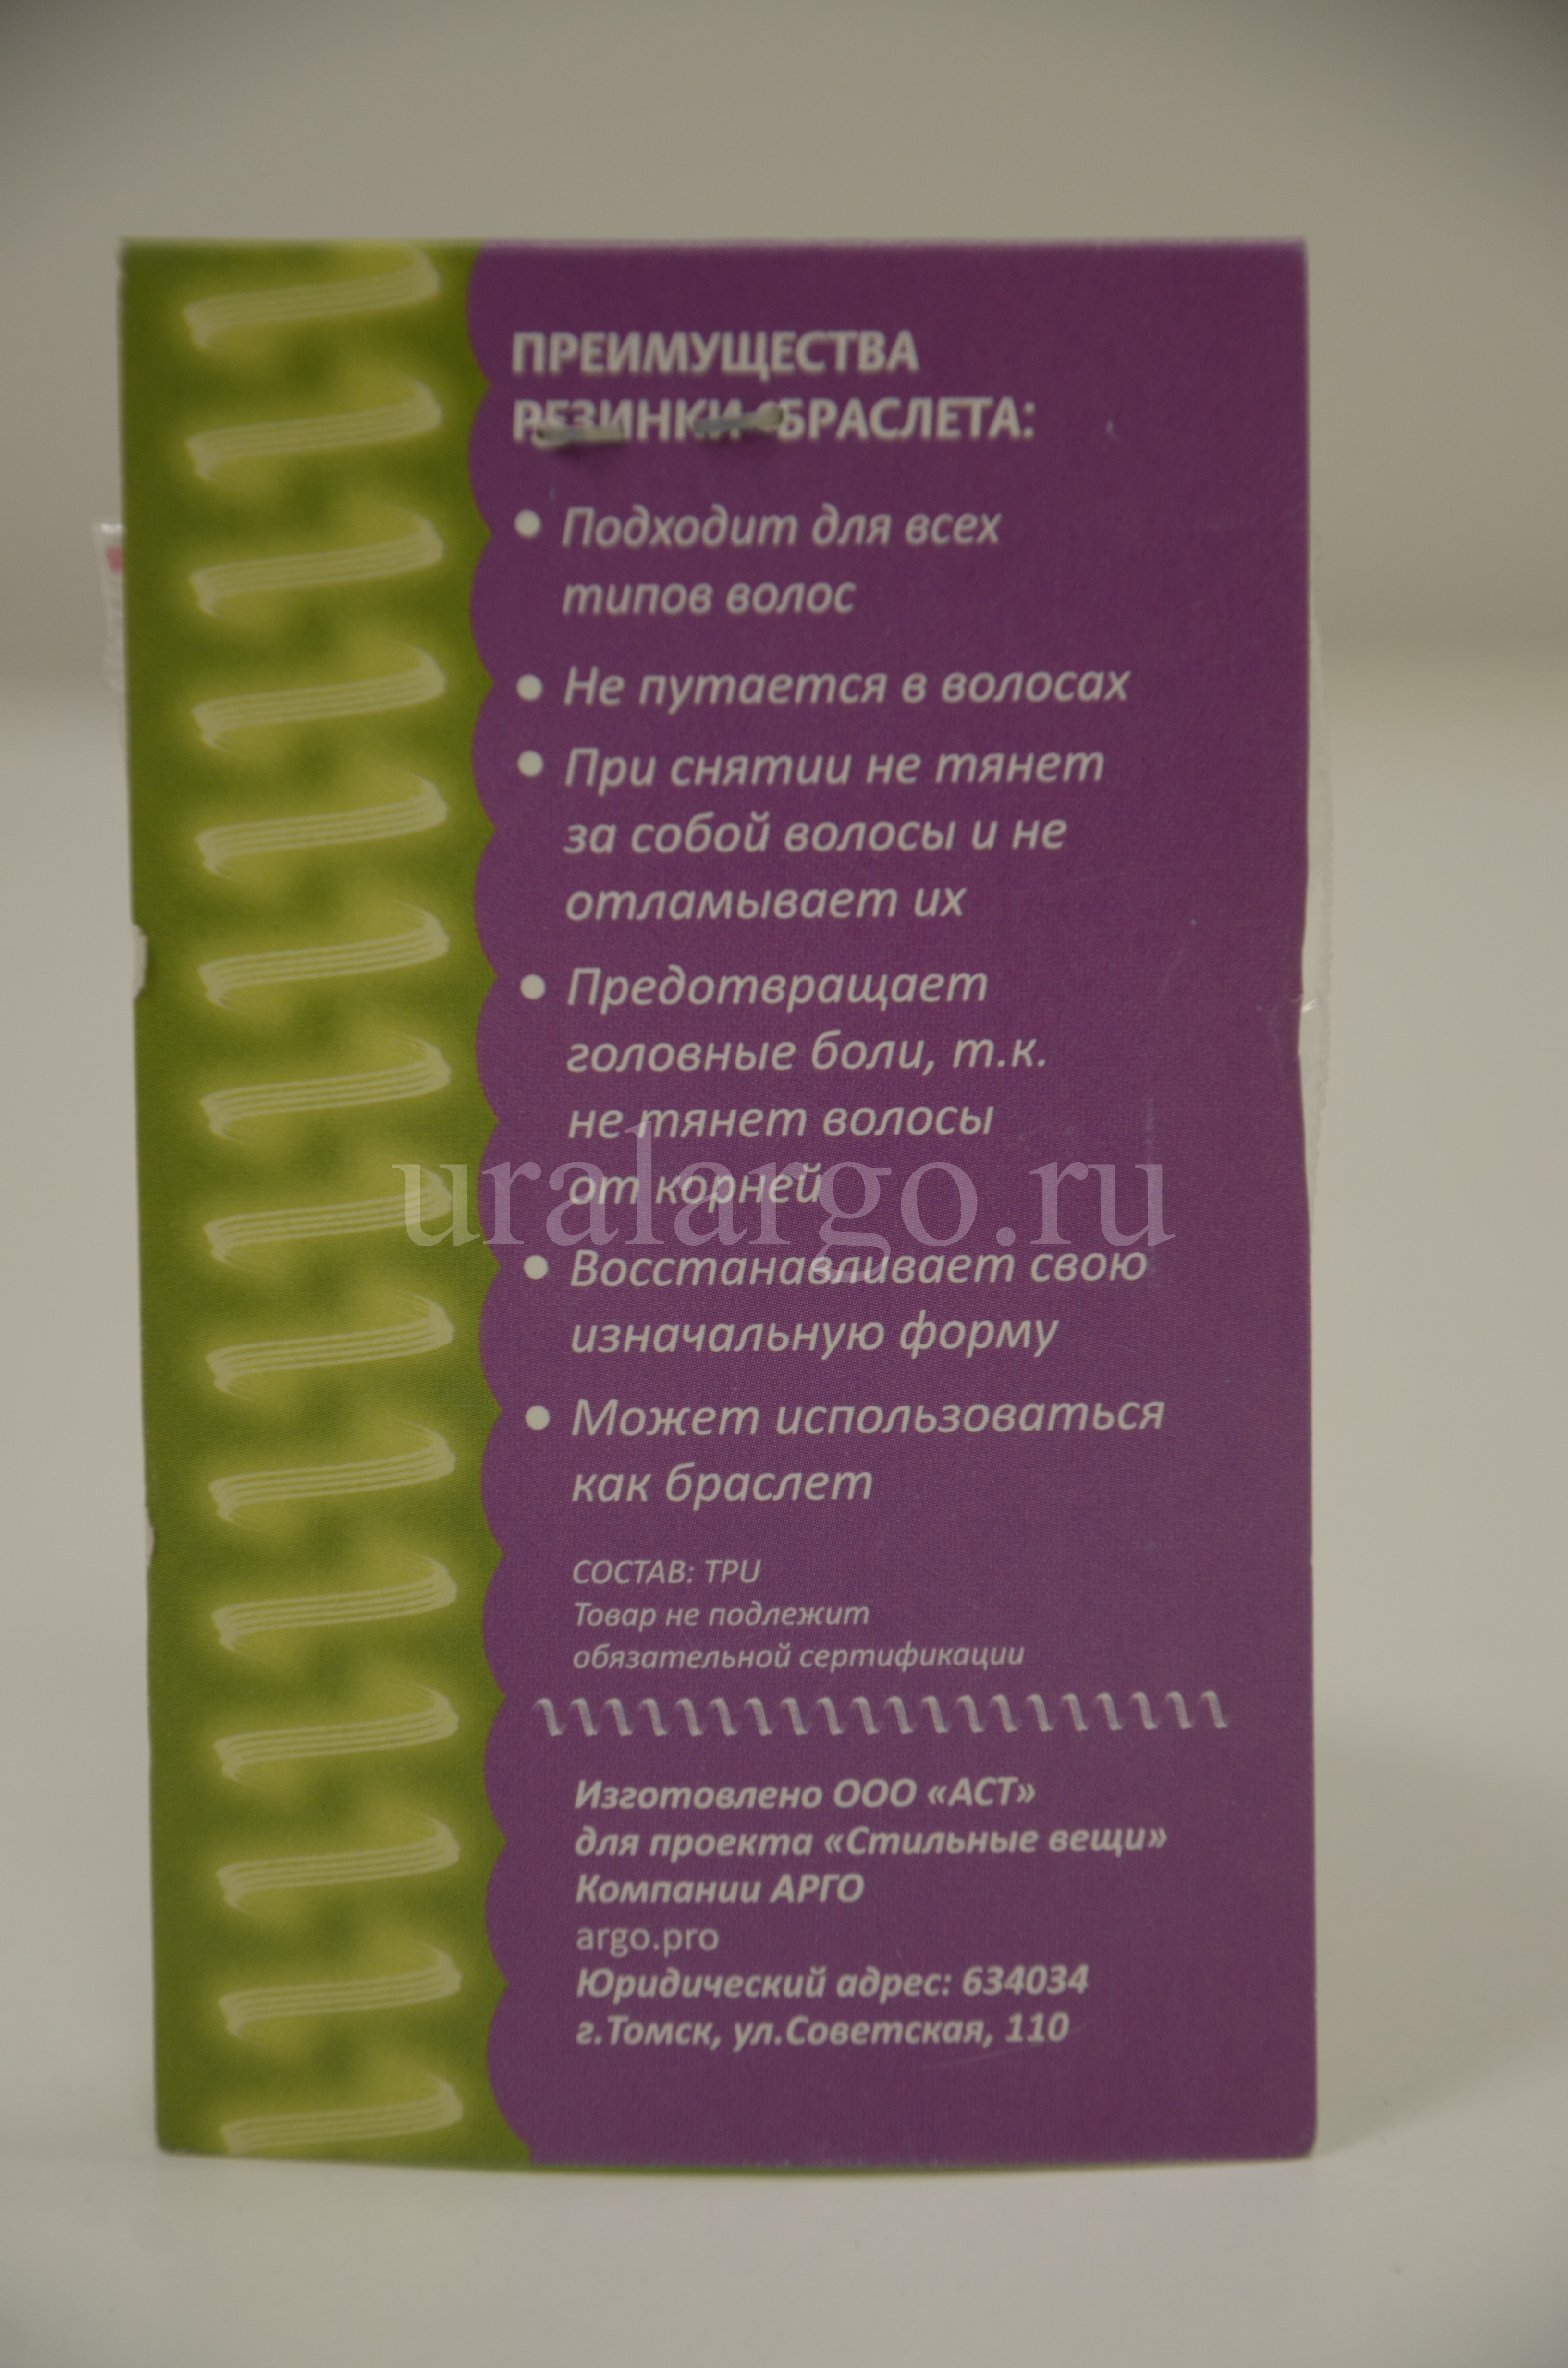 ПРЕИМУЩЕСТВА
РЕЗИНКИ-БРАСЛЕТА:
• Подходит для всех
типов волос
• Не путается в волосах
• При снятии не тянет
за собой волосы и не
отламывает их
• Предотвращает
головные боли, т.к.
не тянет волосы
от корней
uralargo.ru
• Восстанавливает свою
изначальную форму
• Может использоваться
как браслет
СОСТАВ: TPU
Товар не подлежит
обязательной сертификации
Изготовлено ООО «АСТ»
для проекта «Стильные вещи»
Компании АРГО
argo.pro
Юридический адрес: 634034
г.Томск, ул.Советская, 110